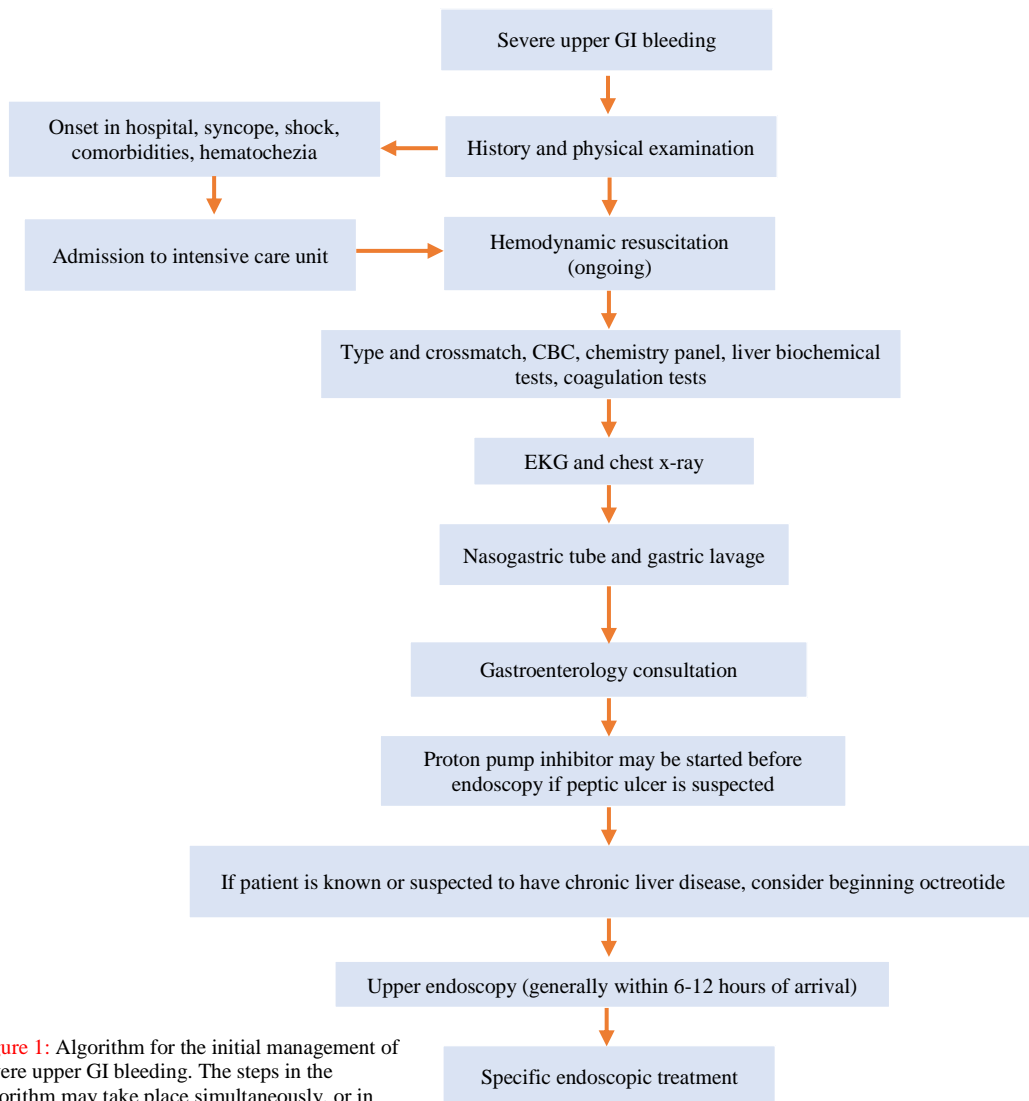 Severe upper GI bleeding
Onset in hospital, syncope, shock,
comorbidities, hematochezia
History and physical examination
Admission to intensive care unit
Hemodynamic resuscitation
(ongoing)
Type and crossmatch, CBC, chemistry panel, liver biochemical
tests, coagulation tests
EKG and chest x-ray
Nasogastric tube and gastric lavage
Gastroenterology consultation
Proton pump inhibitor may be started before
endoscopy if peptic ulcer is suspected
If patient is known or suspected to have chronic liver disease, consider beginning octreotide
Upper endoscopy (generally within 6-12 hours of arrival)
gure 1: Algorithm for the initial management of
vere upper GI bleeding. The steps in the
orithm may take place simultaneously, or in
Specific endoscopic treatment